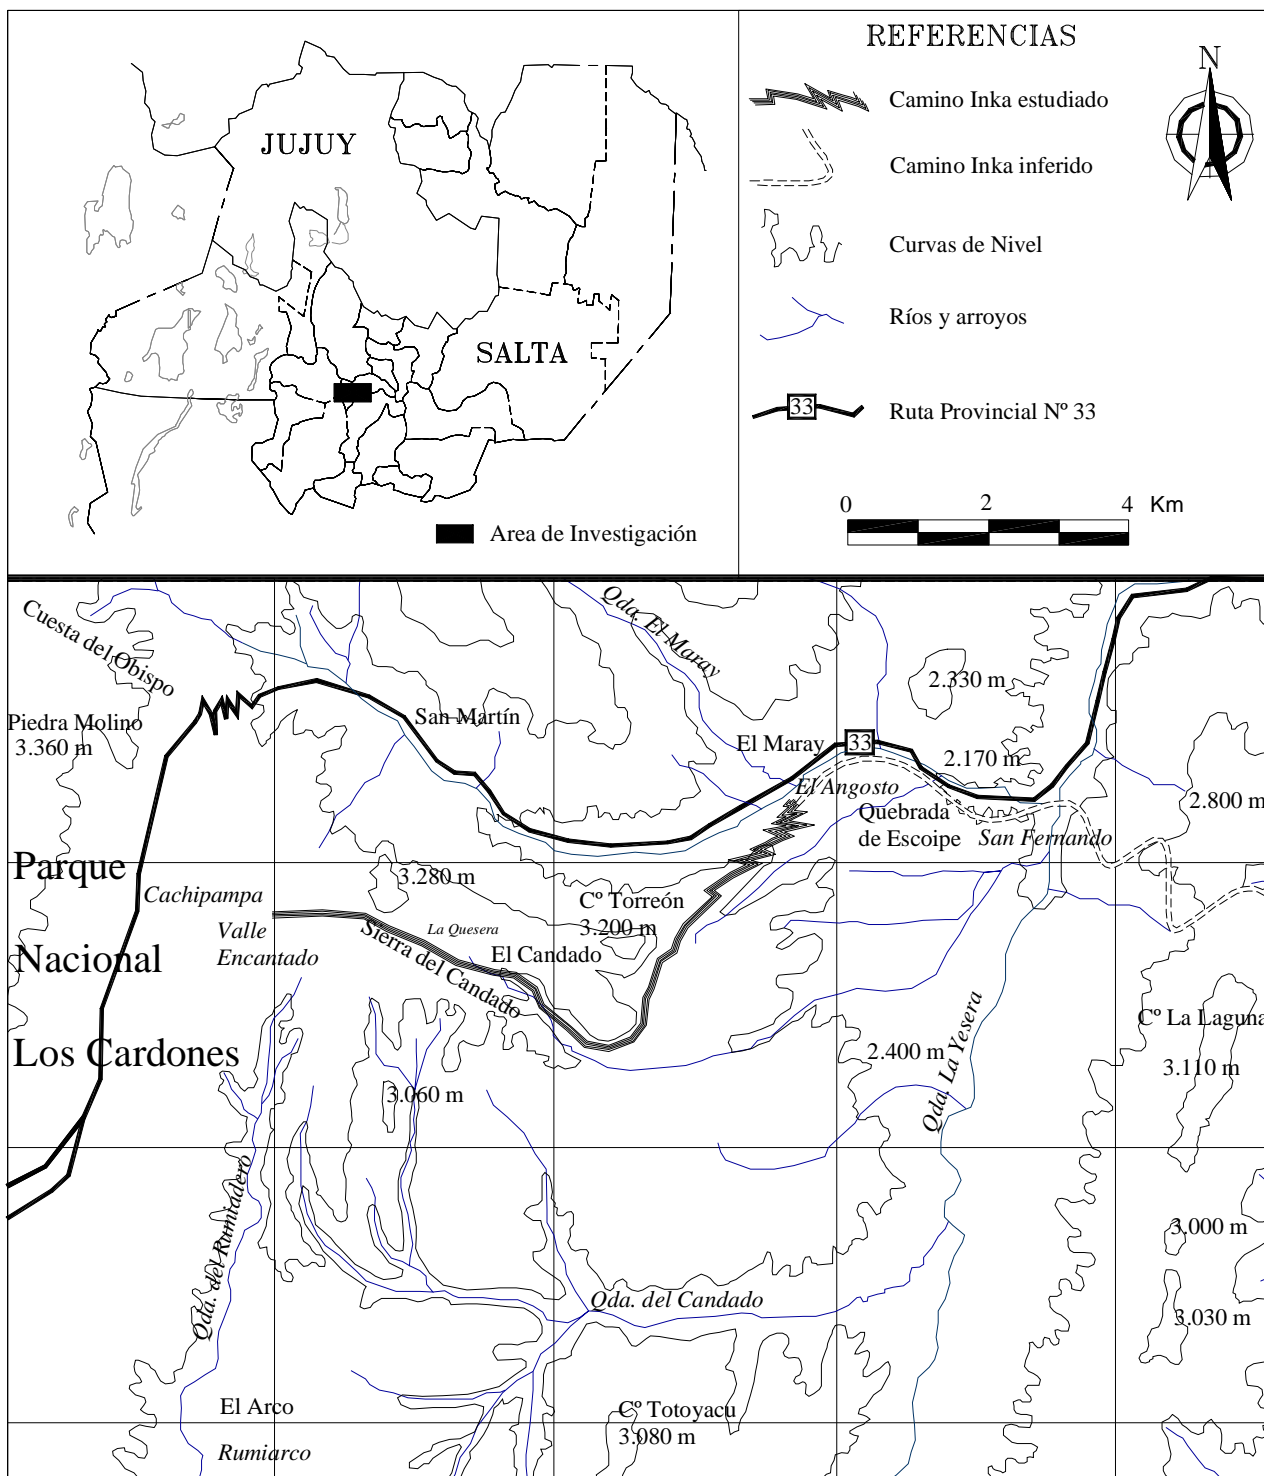 REFERENCIAS
N
Camino Inka estudiado
Camino Inka inferido
Curvas de Nivel
Ríos y arroyos
33
Ruta Provincial Nº 33
0 2 4 Km
JUJUY
SALTA
Area de Investigación
Cuesta del Obispo
Qda. El Maray
Piedra Molino
3.360 m
San Martín
2.330 m
El Maray
33
2.170 m
El Angosto
Quebrada
de Escoipe
San Fernando
2.800 m
Parque
Nacional
Los Cardones
Cachipampa
3.280 m
Valle
Encantado
Sierra del Candado
La Quesera
El Candado
Cº Torreón
3.200 m
Qda. La Yesera
Cº La Laguna
3.110 m
2.400 m
3.060 m
Qda. del Rumiadero
3.000 m
Qda. del Candado
3.030 m
El Arco
Rumiarco
Cº Totoyacu
3.080 m